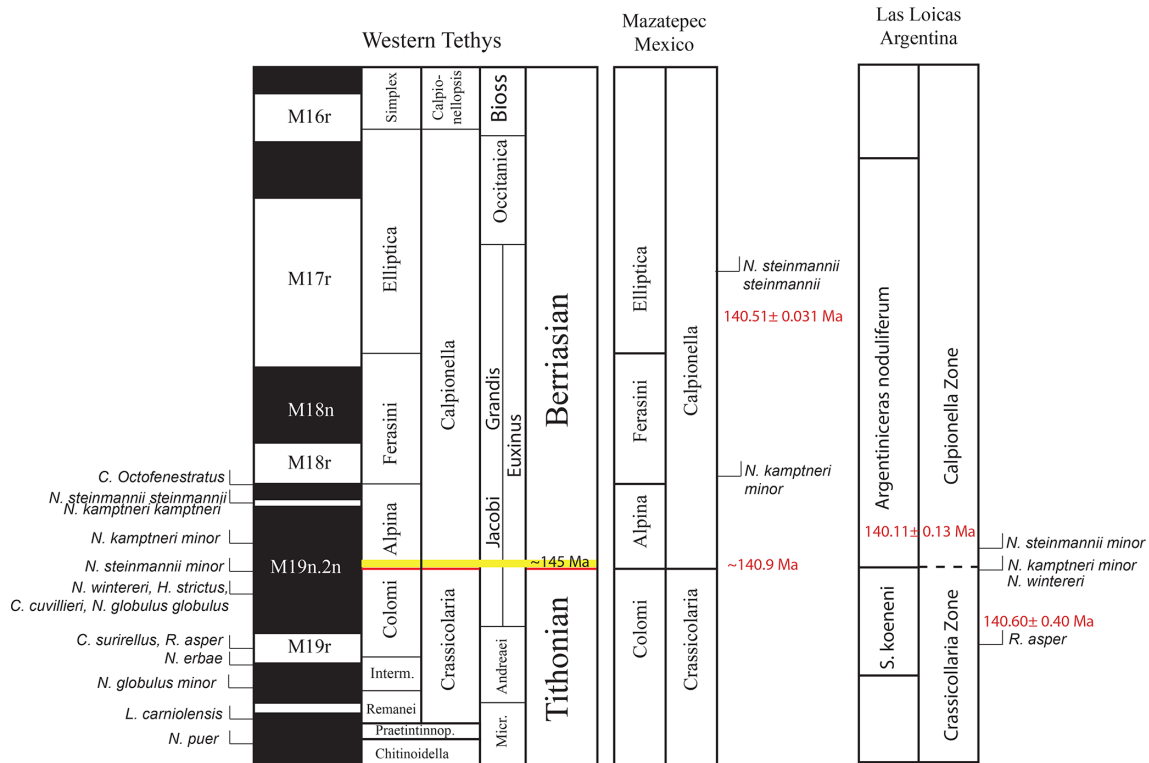 Western Tethys
Mazatepec
Mexico
Las Loicas
Argentina
M16r
M17r
M18n
M18r
M19n.2n
M19r
Simplex
Elliptica
Ferasini
Alpina
Colomi
Interm.
Remanei
Praetintinnop.
Chitinoidella
Calpio-
nellopsis
Calpionella
Crassicolaria
Bioss
Occitanica
Jacobi
Grandis
Euxinus
Andreaei
Micr.
Berriasian
~145 Ma
Tithonian
C. Octofenestratus
N. steinmannii steinmannii
N. kamptneri kamptneri
N. kamptneri minor
N. steinmannii minor
N. wintereri, H. strictus,
C. cuvillieri, N. globulus globulus
C. surirellus, R. asper
N. erbae
N. globulus minor
L. carniolensis
N. puer
Elliptica
Ferasini
Alpina
Colomi
Calpionella
Crassicolaria
N. steinmannii
steinmannii
140.51± 0.031 Ma
N. kamptneri
minor
~140.9 Ma
Argentiniceras noduliferum
S. koeneni
Calpionella Zone
Crassicollaria Zone
140.11± 0.13 Ma
N. steinmannii minor
N. kamptneri minor
N. wintereri
140.60± 0.40 Ma
R. asper